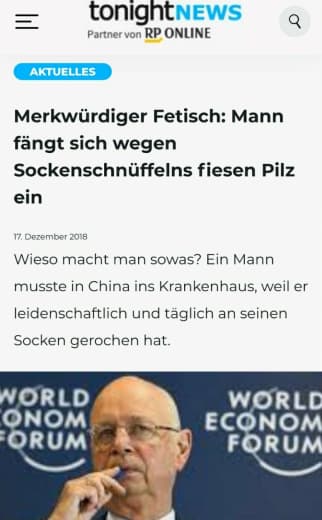 tonightNEWS
Partner von RP ONLINE
AKTUELLES
Merkwürdiger Fetisch: Mann
fängt sich wegen
Sockenschnüffelns fiesen Pilz
ein
17. Dezember 2018
Wieso macht man sowas? Ein Mann
musste in China ins Krankenhaus, weil er
leidenschaftlich und täglich an seinen
Socken gerochen hat.
WORLD
ECONOM
FORUM
WORLD
ECONOM
FORUM